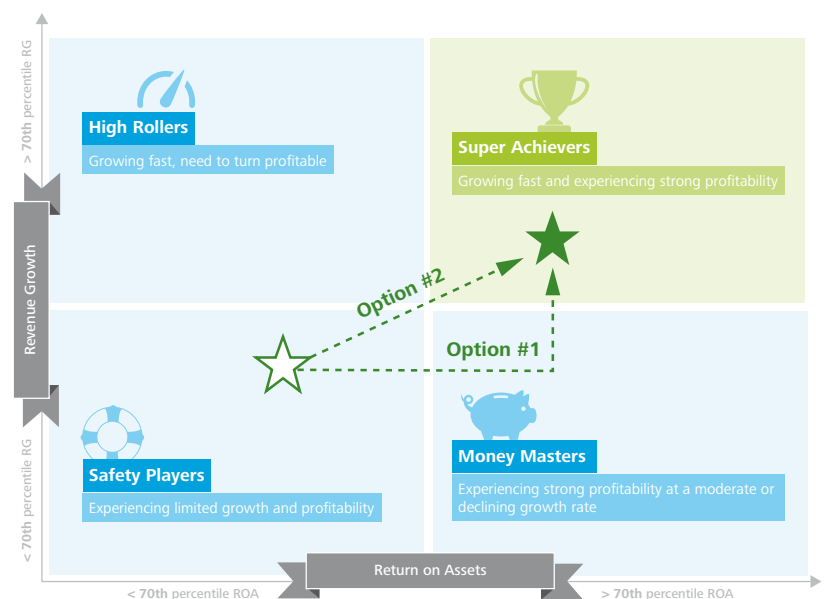 > 70th percentile RG
High Rollers
Growing fast, need to turn profitable
Super Achievers
Growing fast and experiencing strong profitability
Revenue Growth
Option #2
Option #1
< 70th percentile RG
Safety Players
Experiencing limited growth and profitability
Money Masters
Experiencing strong profitability at a moderate or
declining growth rate
Return on Assets
< 70th percentile ROA
> 70th percentile ROA